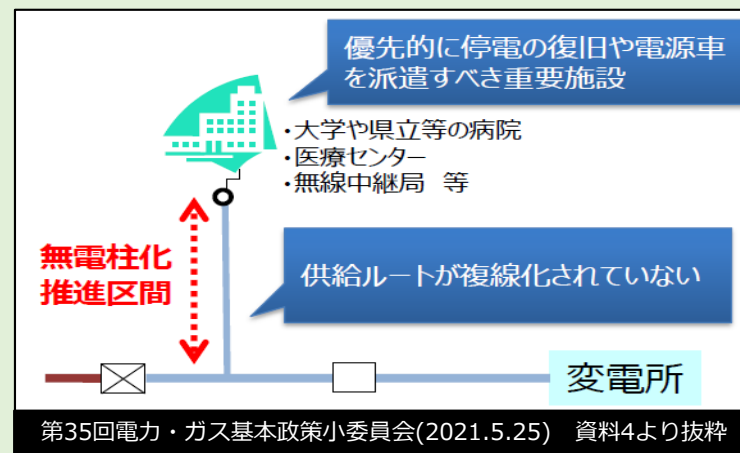 優先的に停電の復旧や電源車
を派遣すべき重要施設
・大学や県立等の病院
・医療センター
・無線中継局 等
無電柱化
推進区間
供給ルートが複線化されていない
変電所
第35回電力・ガス基本政策小委員会(2021.5.25) 資料4より抜粋